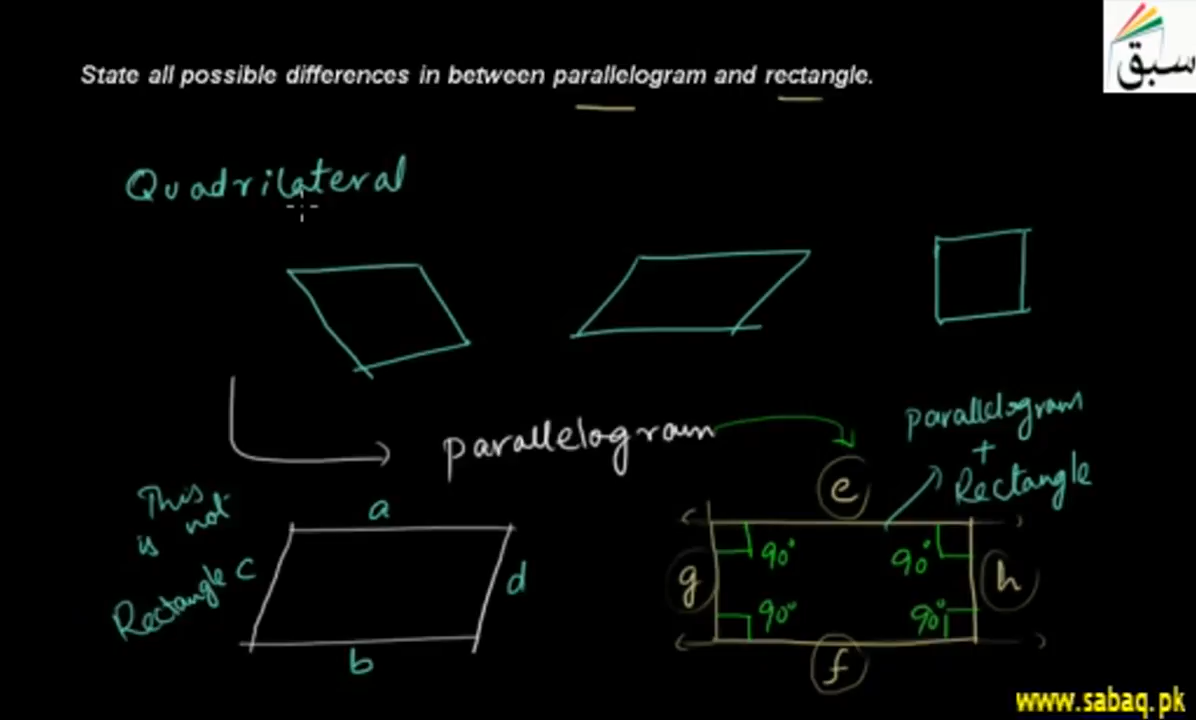 State all possible differences in between parallelogram and rectangle.
سبق
Quadrilateral
parallelogram
parallelogram
+
Rectangle
e
This
is not
Rectangle
a
c
d
b
g
h
f
90°
90°
90°
90°
www.sabaq.pk